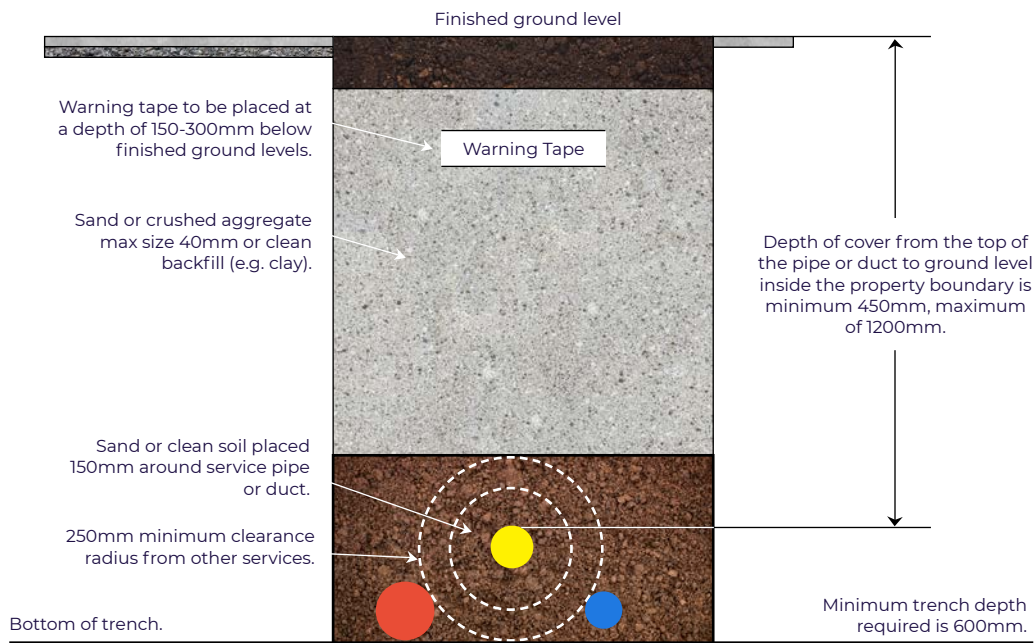 Finished ground level
Warning tape to be placed at
a depth of 150-300mm below
finished ground levels.
Warning Tape
Sand or crushed aggregate
max size 40mm or clean
backfill (e.g. clay).
Depth of cover from the top of
the pipe or duct to ground level
inside the property boundary is
minimum 450mm, maximum
of 1200mm.
Sand or clean soil placed
150mm around service pipe
or duct.
250mm minimum clearance
radius from other services.
Bottom of trench.
Minimum trench depth
required is 600mm.